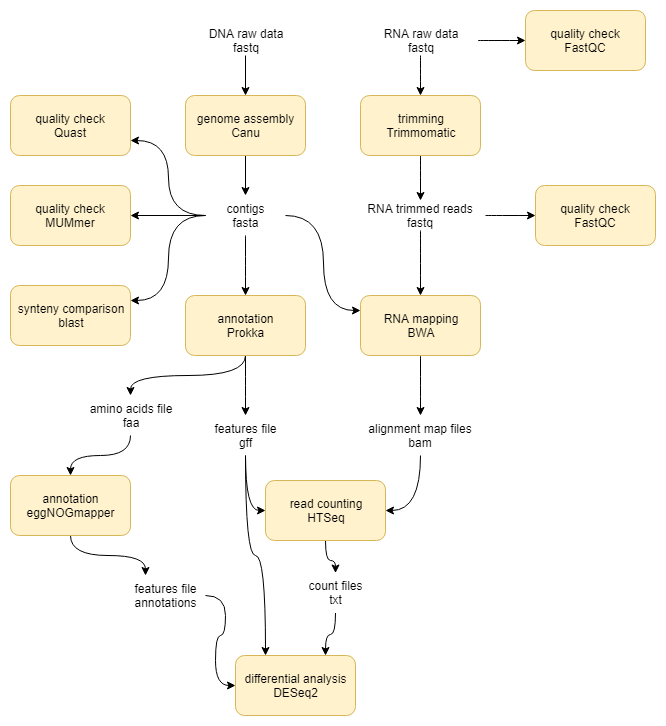 DNA raw data
fastq
RNA raw data
fastq
quality check
FastQC
quality check
Quast
genome assembly
Canu
trimming
Trimmomatic
quality check
MUMmer
contigs
fasta
RNA trimmed reads
fastq
quality check
FastQC
synteny comparison
blast
annotation
Prokka
RNA mapping
BWA
amino acids file
faa
features file
gff
alignment map files
bam
annotation
eggNOGmapper
read counting
HTSeq
features file
annotations
count files
txt
differential analysis
DESeq2